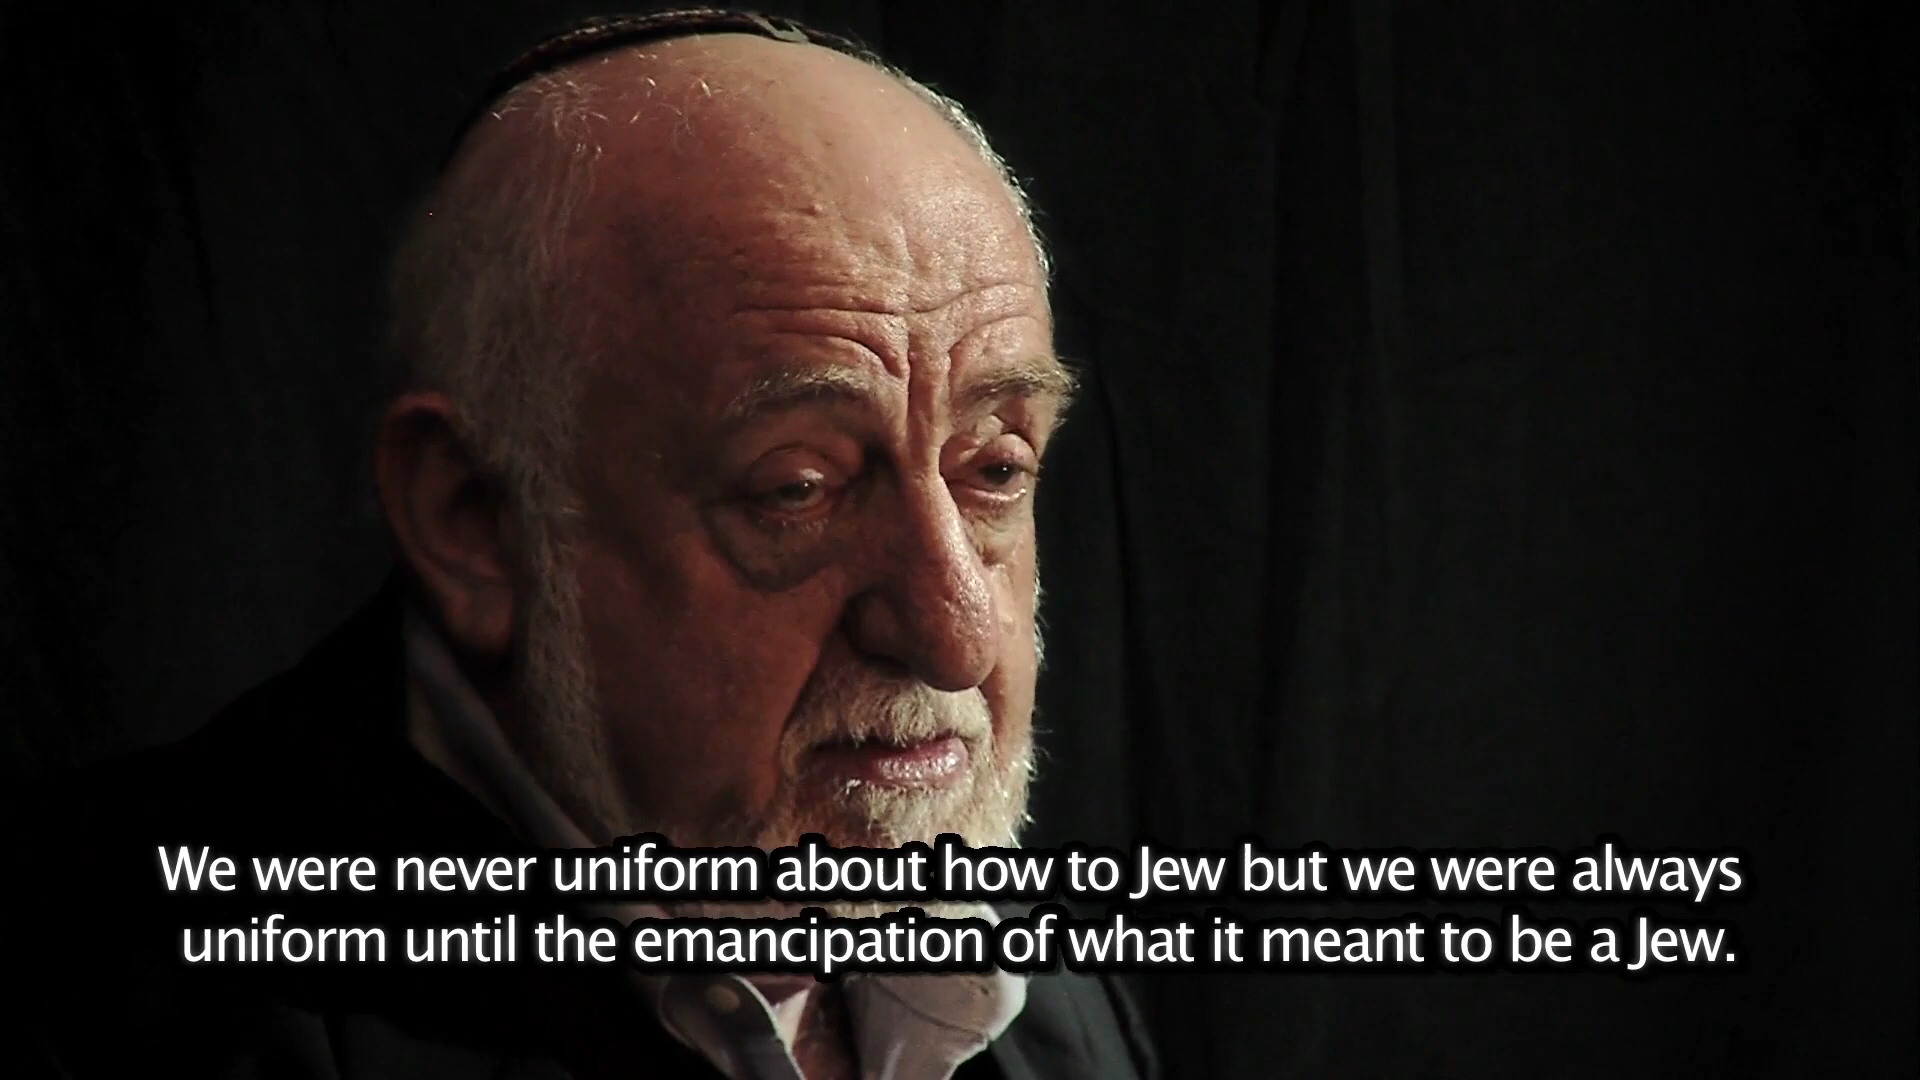 We were never uniform about how to Jew but we were always
uniform until the emancipation of what it meant to be a Jew.